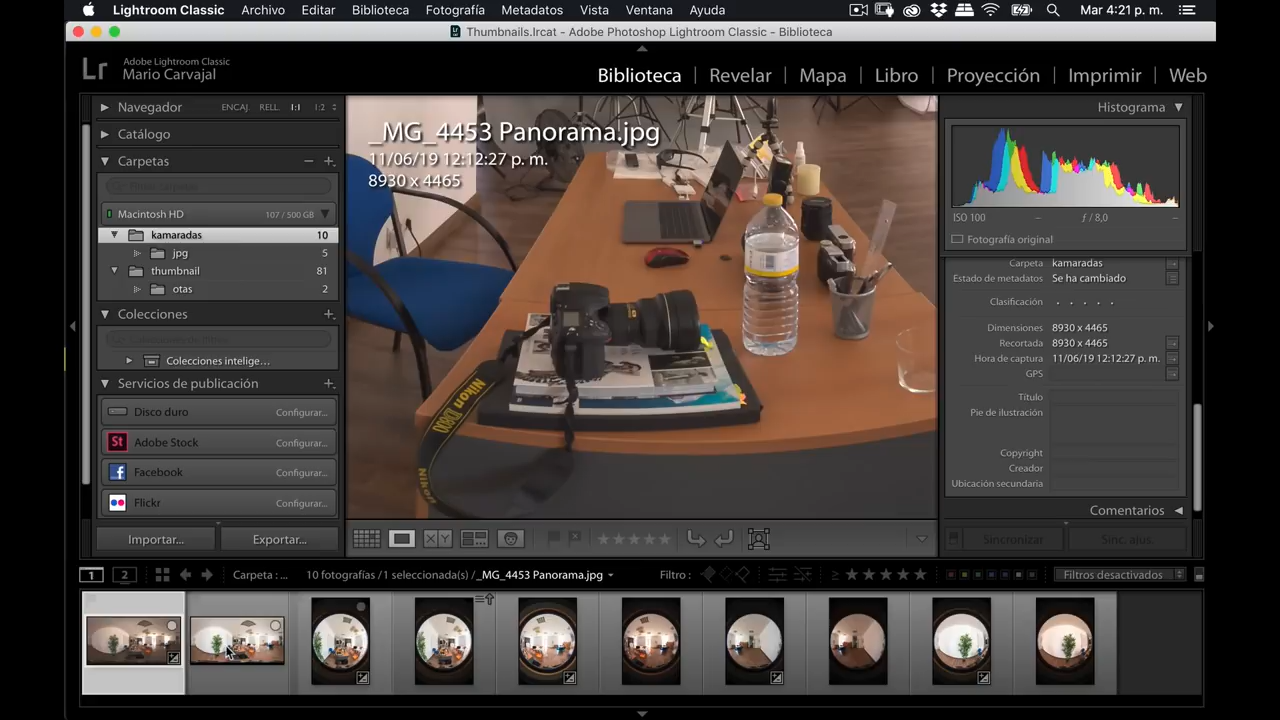 Lightroom Classic Archivo Editar Biblioteca Fotografía Metadatos Vista Ventana Ayuda Mar 4:21 p. m.
Thumbnails.lrcat - Adobe Photoshop Lightroom Classic - Biblioteca
Lr Adobe Lightroom Classic
Mario Carvajal
Biblioteca | Revelar | Mapa | Libro | Proyección | Imprimir | Web
Navegador ENCAJ. RELL. 1:1 1:2
Catálogo
Carpetas
Filtrar carpetas
Macintosh HD 107 / 500 GB
kamaradas 10
jpg 5
thumbnail 81
otas 2
Colecciones
Colecciones intelige...
Servicios de publicación
Disco duro Configurar...
St Adobe Stock Configurar...
Facebook Configurar...
Flickr Configurar...
Importar... Exportar...
_MG_4453 Panorama.jpg
11/06/19 12:12:27 p. m.
8930 x 4465
Nikon D800
Nikon
Histograma
ISO 100 - ƒ / 8,0 -
Fotografía original
Carpeta kamaradas
Estado de metadatos Se ha cambiado
Clasificación . . . . .
Dimensiones 8930 x 4465
Recortada 8930 x 4465
Hora de captura 11/06/19 12:12:27 p. m.
GPS
Título
Pie de ilustración
Copyright
Creador
Ubicación secundaria
Comentarios
Sincronizar Sinc. ajus.
X Y
1 2 Carpeta : ... 10 fotografías /1 seleccionada(s) /_MG_4453 Panorama.jpg Filtro : ≥ Filtros desactivados